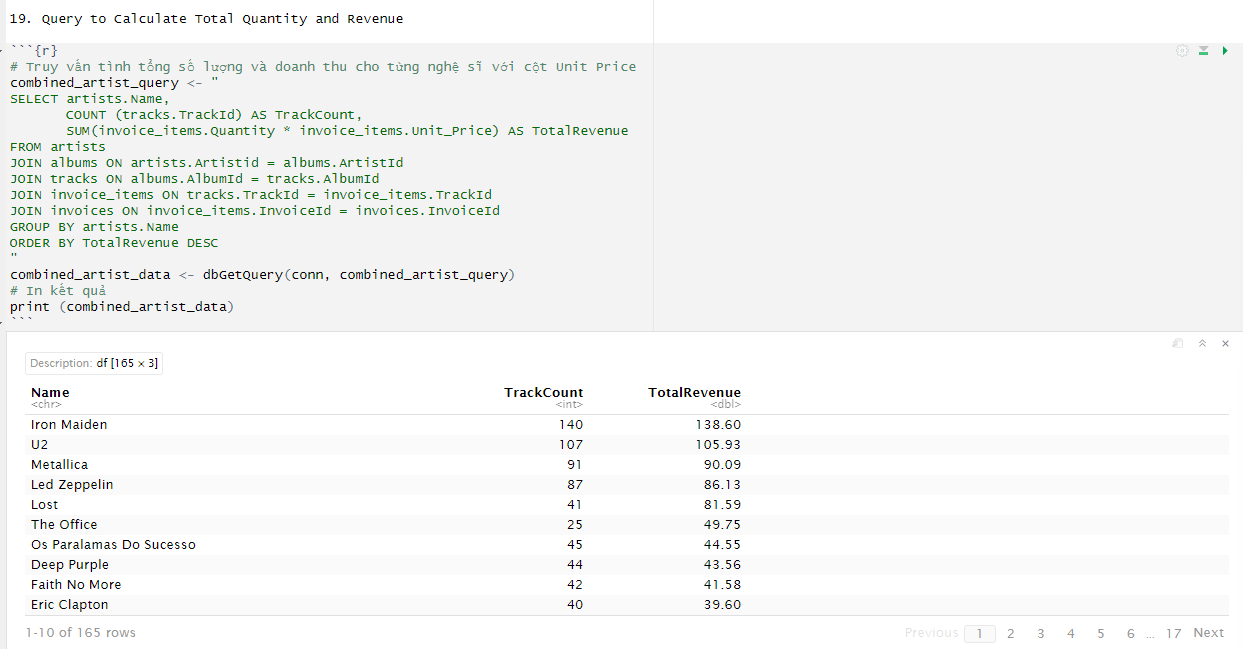 19. Query to Calculate Total Quantity and Revenue
```{r}
# Truy vấn tình tổng số lượng và doanh thu cho từng nghệ sĩ với cột Unit Price
combined_artist_query <- "
SELECT artists.Name,
       COUNT (tracks.TrackId) AS TrackCount,
       SUM(invoice_items.Quantity * invoice_items.Unit_Price) AS TotalRevenue
FROM artists
JOIN albums ON artists.Artistid = albums.ArtistId
JOIN tracks ON albums.AlbumId = tracks.AlbumId
JOIN invoice_items ON tracks.TrackId = invoice_items.TrackId
JOIN invoices ON invoice_items.InvoiceId = invoices.InvoiceId
GROUP BY artists.Name
ORDER BY TotalRevenue DESC
"
combined_artist_data <- dbGetQuery(conn, combined_artist_query)
# In kết quả
print (combined_artist_data)
```
Description: df [165 × 3]
Name TrackCount TotalRevenue
<chr> <int> <dbl>
Iron Maiden 140 138.60
U2 107 105.93
Metallica 91 90.09
Led Zeppelin 87 86.13
Lost 41 81.59
The Office 25 49.75
Os Paralamas Do Sucesso 45 44.55
Deep Purple 44 43.56
Faith No More 42 41.58
Eric Clapton 40 39.60
1-10 of 165 rows Previous 1 2 3 4 5 6 ... 17 Next